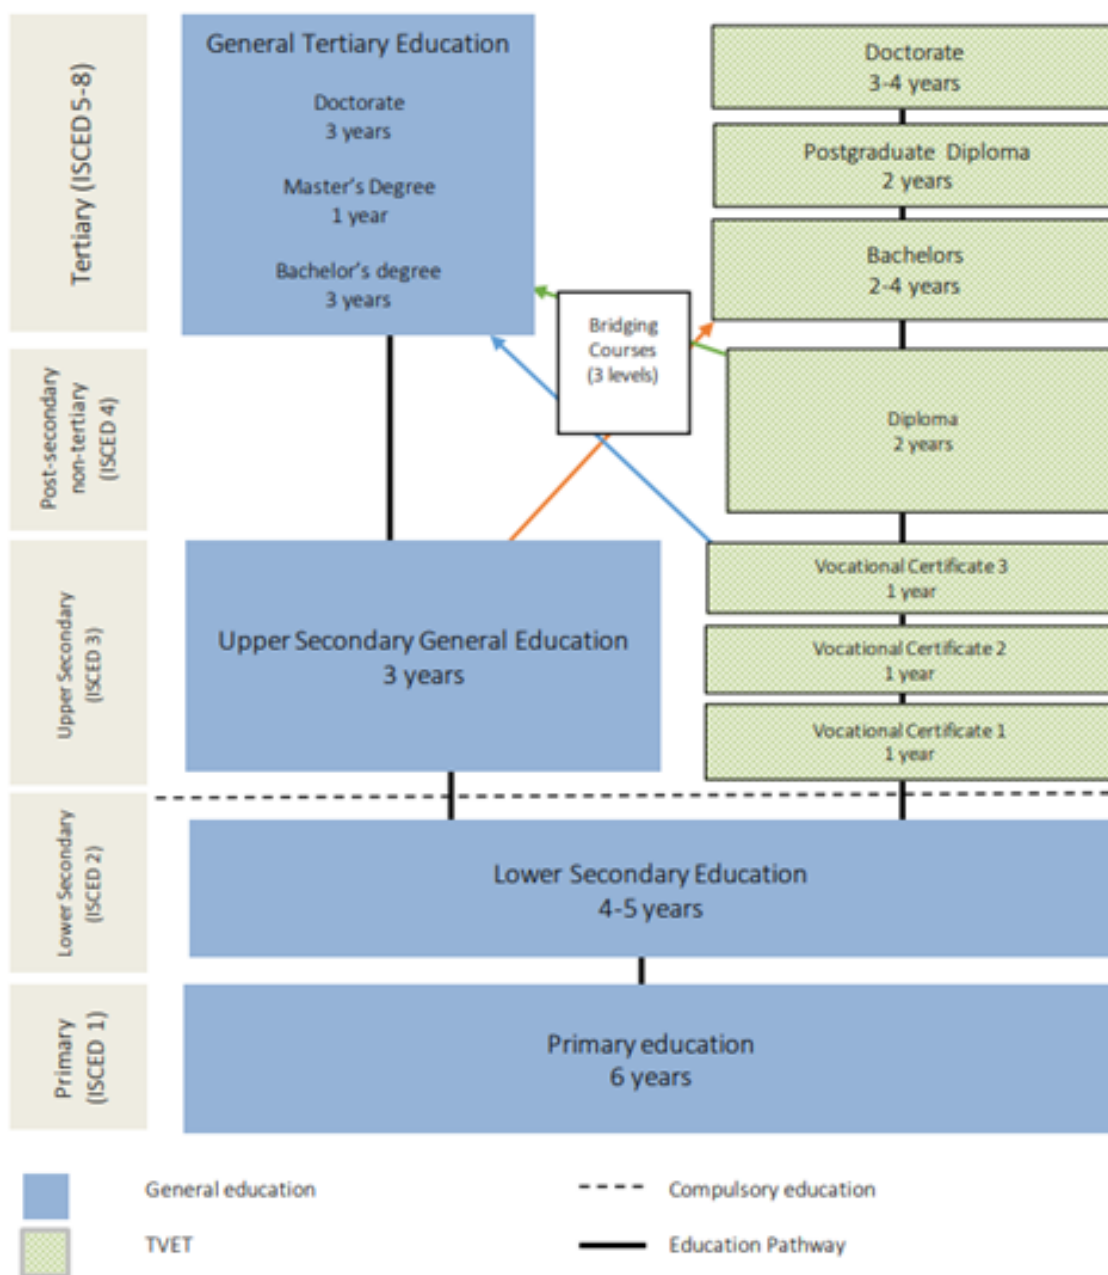 Tertiary (ISCED 5-8)
General Tertiary Education
Doctorate
3 years
Master's Degree
1 year
Bachelor's degree
3 years
Doctorate
3-4 years
Postgraduate Diploma
2 years
Bachelors
2-4 years
Bridging
Courses
(3 levels)
Post-secondary
non-tertiary
(ISCED 4)
Diploma
2 years
Upper Secondary
(ISCED 3)
Upper Secondary General Education
3 years
Vocational Certificate 3
1 year
Vocational Certificate 2
1 year
Vocational Certificate 1
1 year
Lower Secondary
(ISCED 2)
Lower Secondary Education
4-5 years
Primary
(ISCED 1)
Primary education
6 years
General education
Compulsory education
TVET
Education Pathway